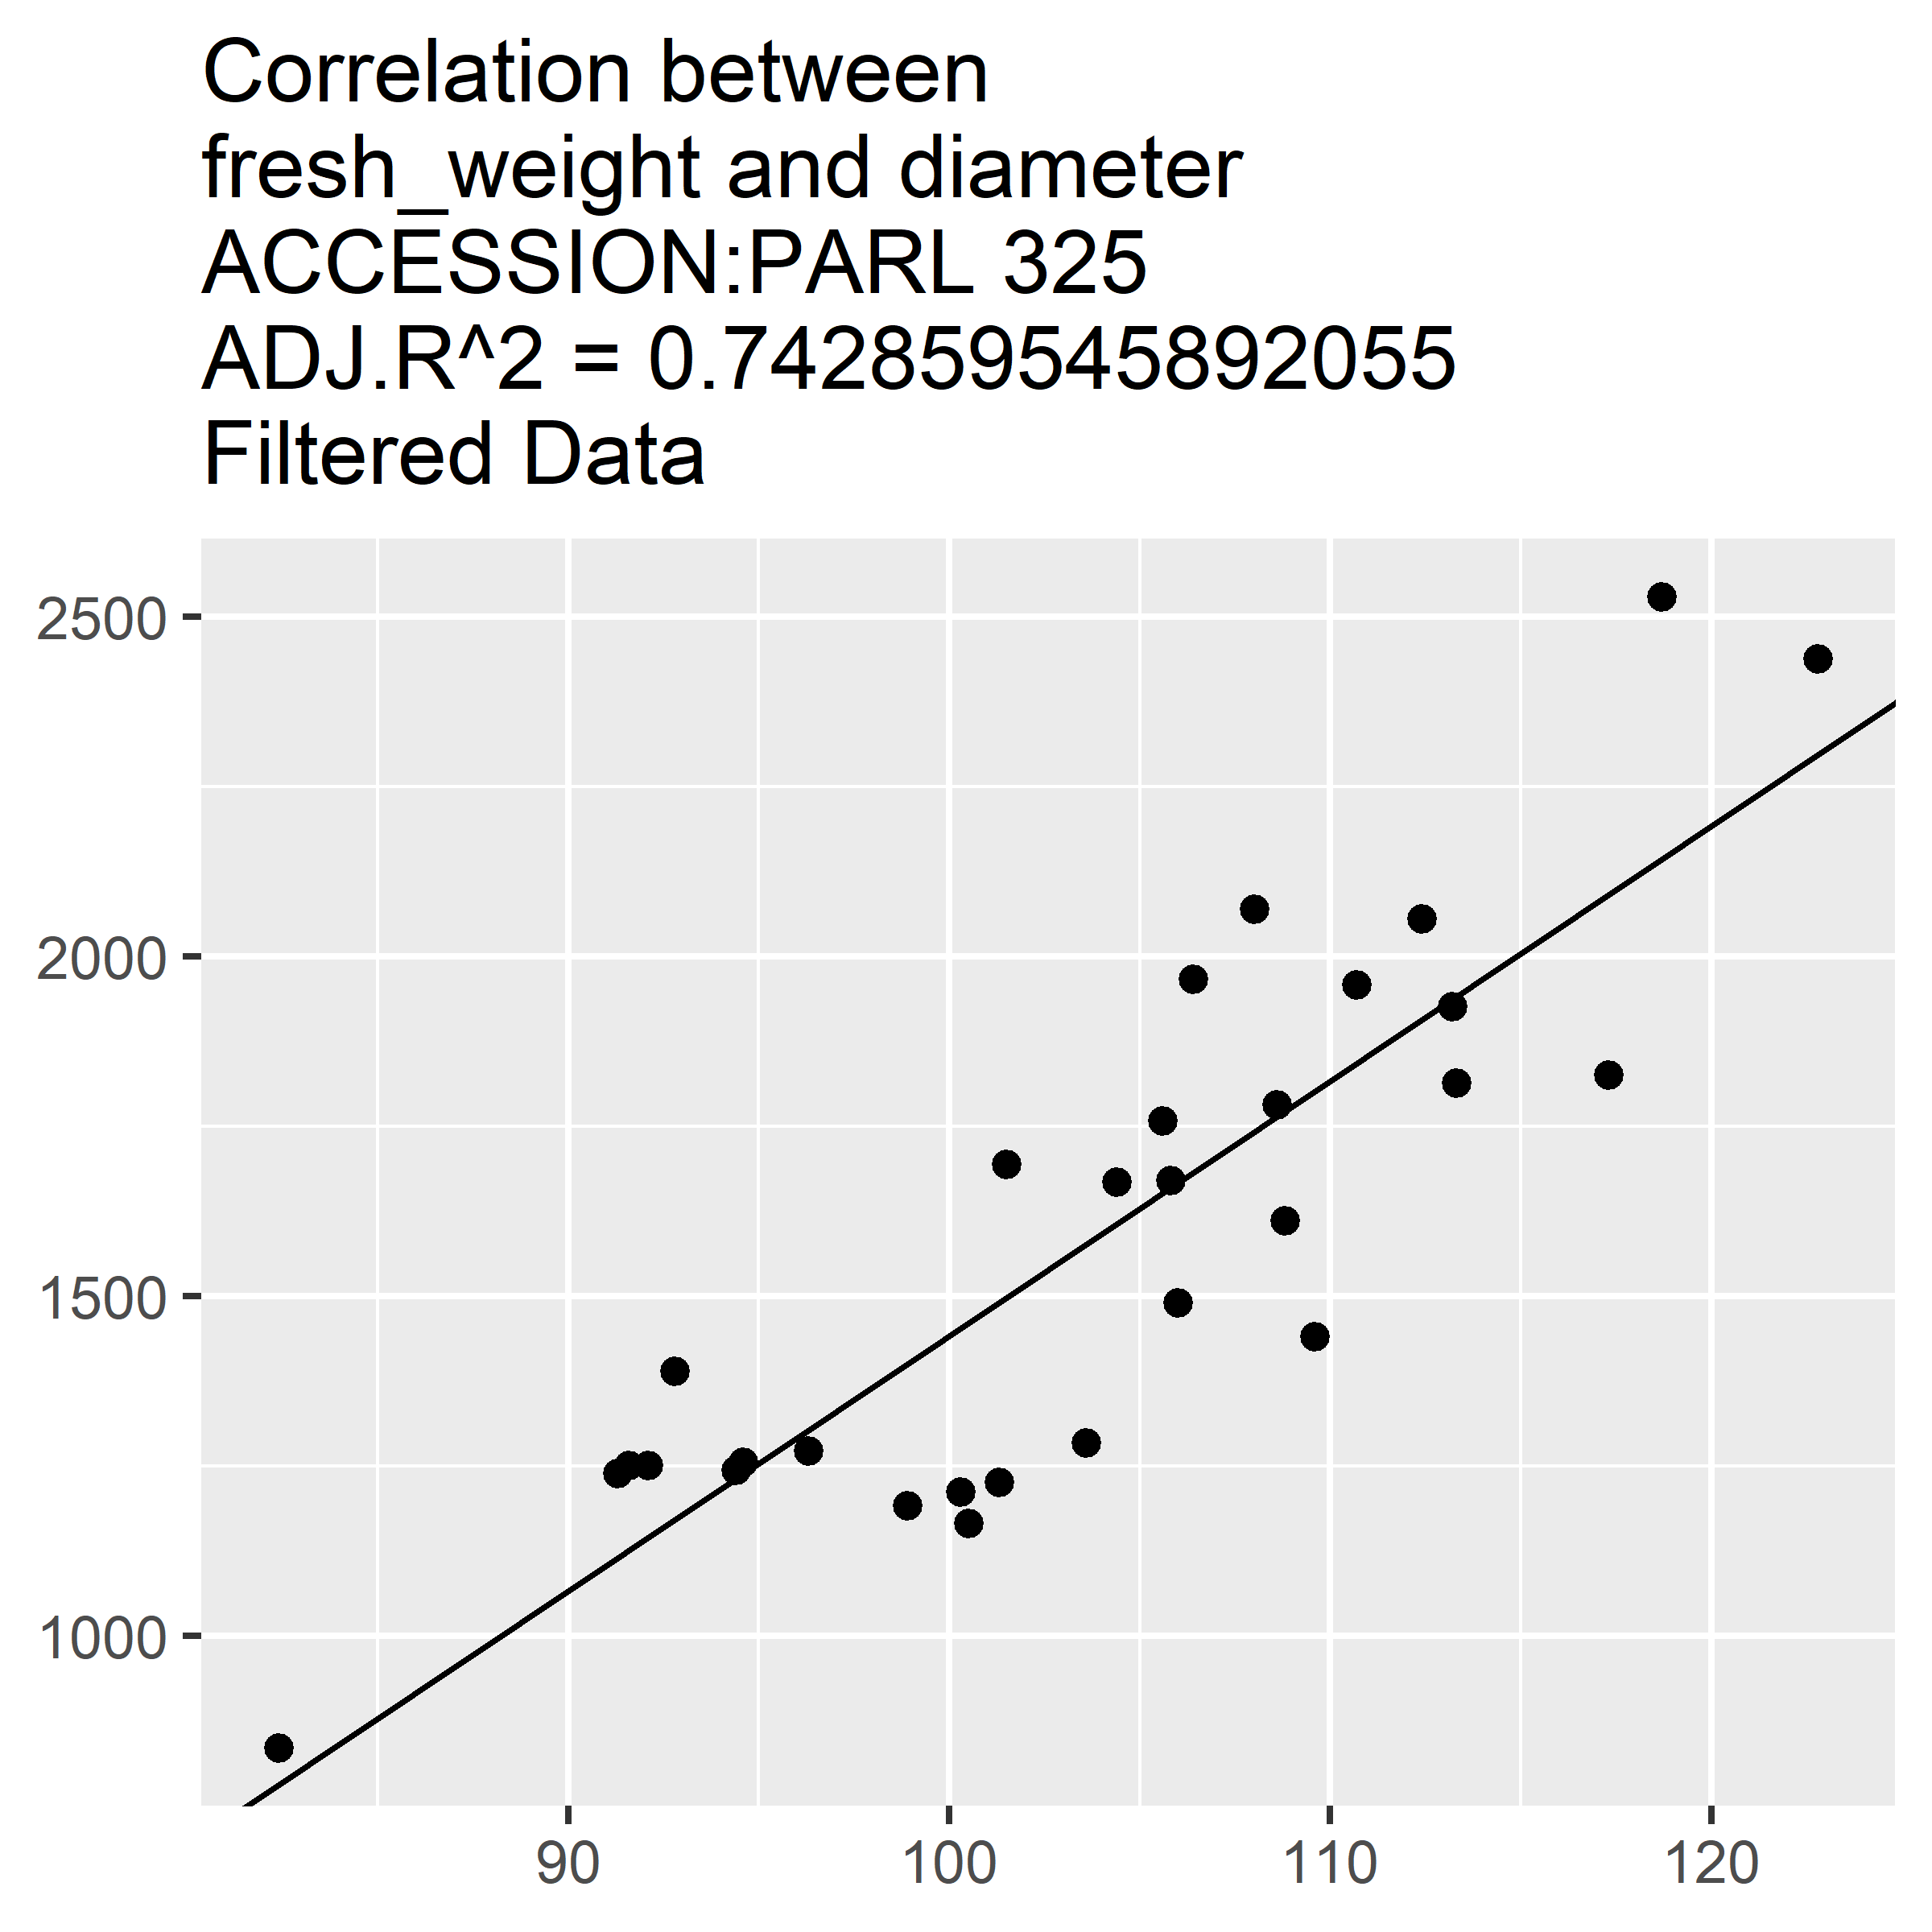 Correlation between
fresh_weight and diameter
ACCESSION:PARL 325
ADJ.R^2 = 0.742859545892055
Filtered Data
2500
2000
1500
1000
90 100 110 120